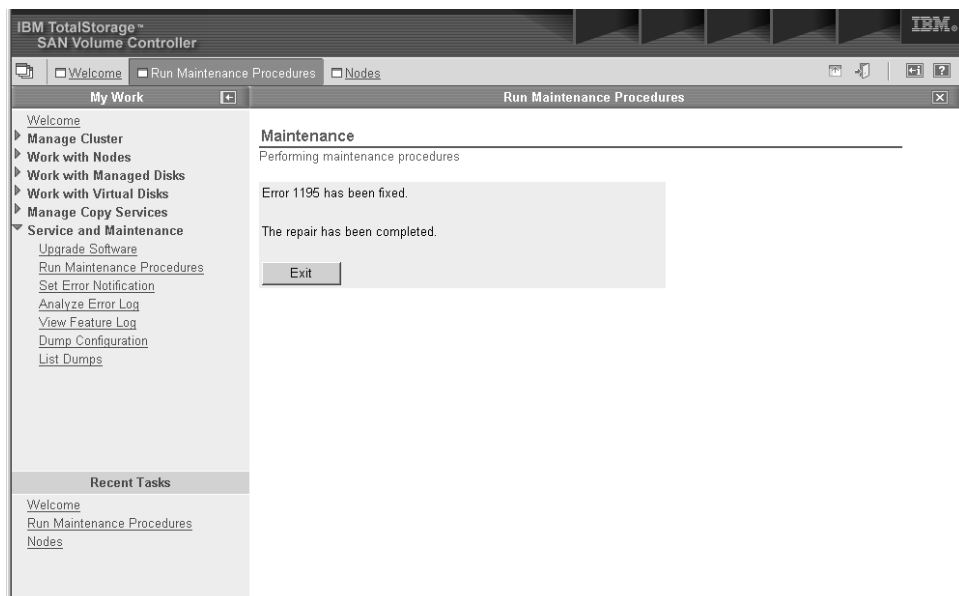 IBM TotalStorage™
SAN Volume Controller
IBM®
Welcome
Run Maintenance Procedures
Nodes
My Work
Run Maintenance Procedures
Welcome
Manage Cluster
Work with Nodes
Work with Managed Disks
Work with Virtual Disks
Manage Copy Services
Service and Maintenance
Upgrade Software
Run Maintenance Procedures
Set Error Notification
Analyze Error Log
View Feature Log
Dump Configuration
List Dumps
Recent Tasks
Welcome
Run Maintenance Procedures
Nodes
Maintenance
Performing maintenance procedures
Error 1195 has been fixed.
The repair has been completed.
Exit